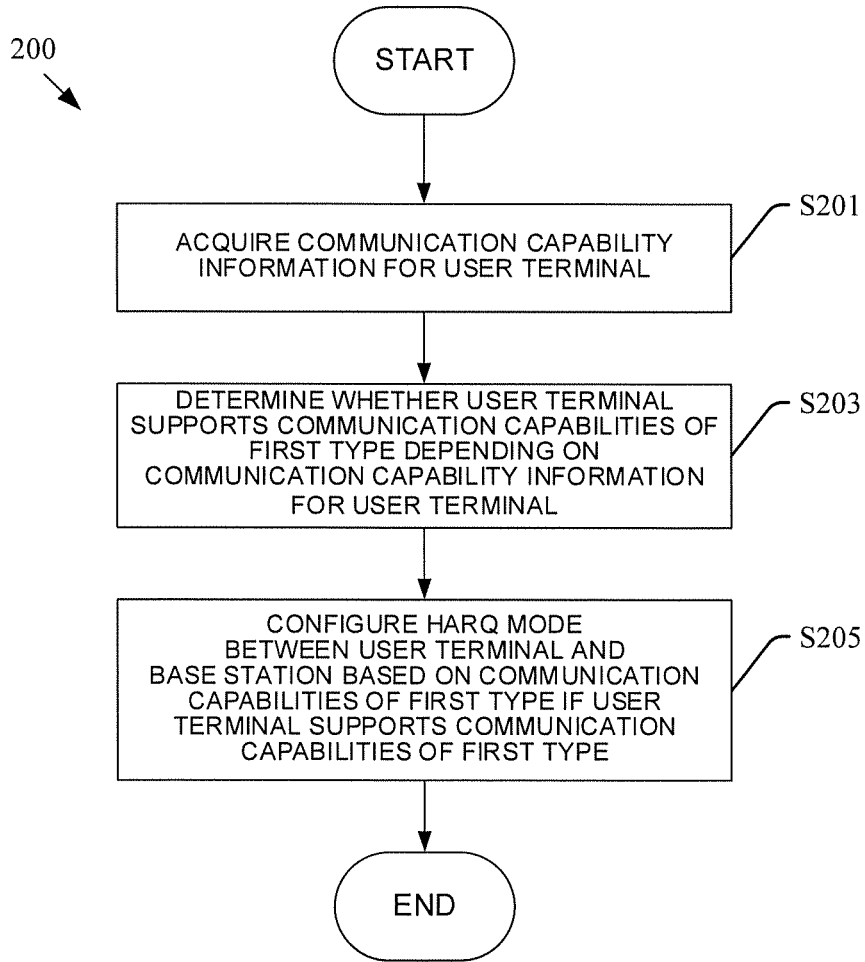 200
START
S201
ACQUIRE COMMUNICATION CAPABILITY
INFORMATION FOR USER TERMINAL
S203
DETERMINE WHETHER USER TERMINAL
SUPPORTS COMMUNICATION CAPABILITIES OF
FIRST TYPE DEPENDING ON
COMMUNICATION CAPABILITY INFORMATION
FOR USER TERMINAL
S205
CONFIGURE HARQ MODE
BETWEEN USER TERMINAL AND
BASE STATION BASED ON COMMUNICATION
CAPABILITIES OF FIRST TYPE IF USER
TERMINAL SUPPORTS COMMUNICATION
CAPABILITIES OF FIRST TYPE
END